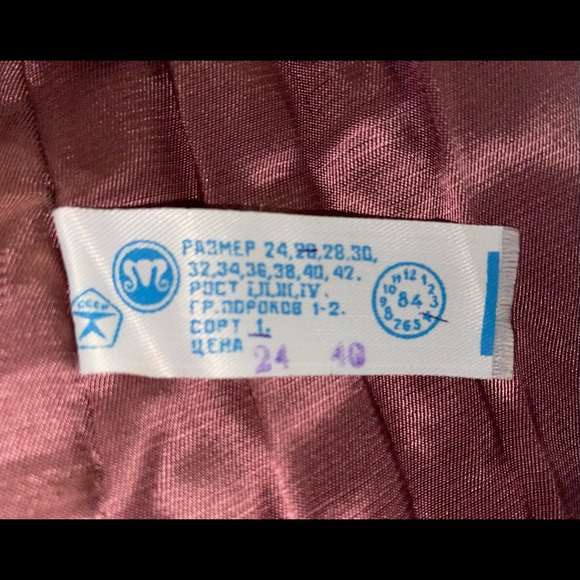 РАЗМЕР 24,26,28.30,
32,34,36,38,40,42.
РОСТ I,II,III,IV.
ГР.ПОРОКОВ 1-2.
СОРТ 1.
ЦЕНА 24 40
СССР
84